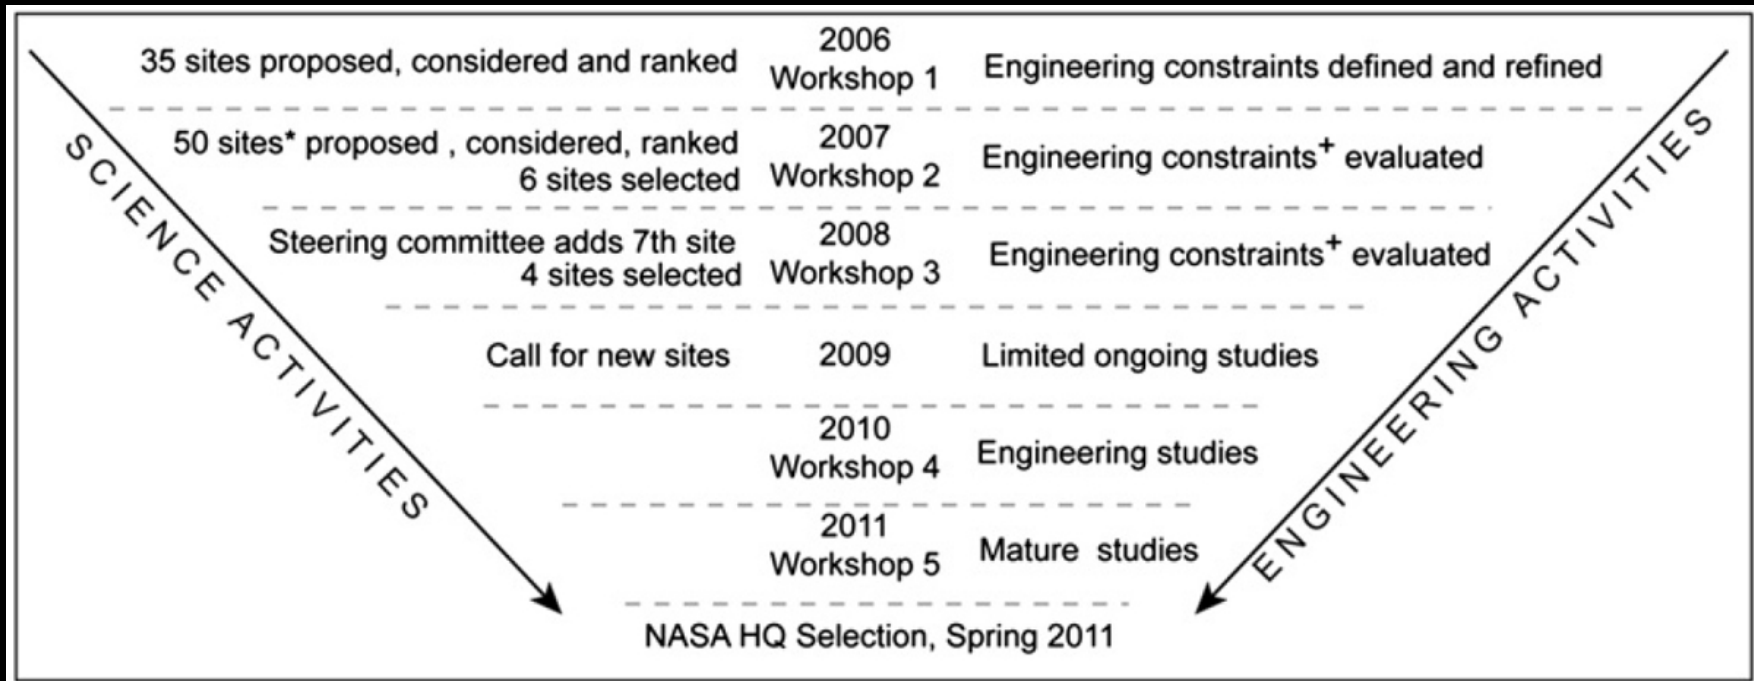 2006
35 sites proposed, considered and ranked
Workshop 1
Engineering constraints defined and refined
50 sites* proposed , considered, ranked
6 sites selected
2007
Workshop 2
Engineering constraints+ evaluated
Steering committee adds 7th site
4 sites selected
2008
Workshop 3
Engineering constraints+ evaluated
Call for new sites
2009
Limited ongoing studies
2010
Workshop 4
Engineering studies
2011
Workshop 5
Mature studies
NASA HQ Selection, Spring 2011
SCIENCE ACTIVITIES
ENGINEERING ACTIVITIES